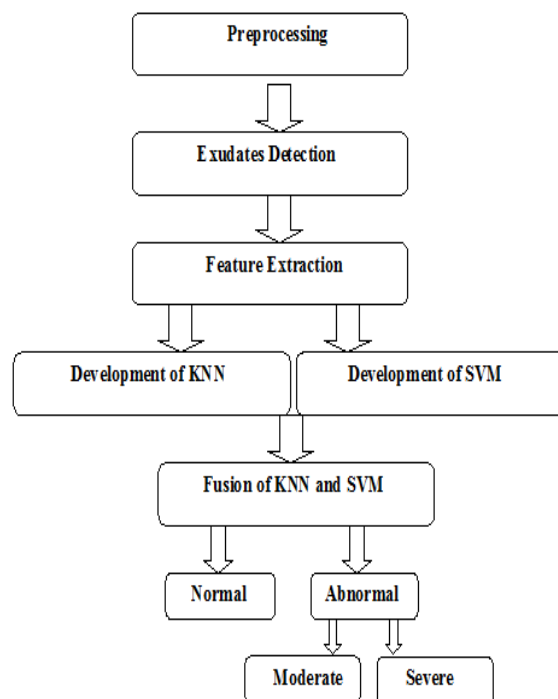 Preprocessing
Exudates Detection
Feature Extraction
Development of KNN
Development of SVM
Fusion of KNN and SVM
Normal
Abnormal
Moderate
Severe